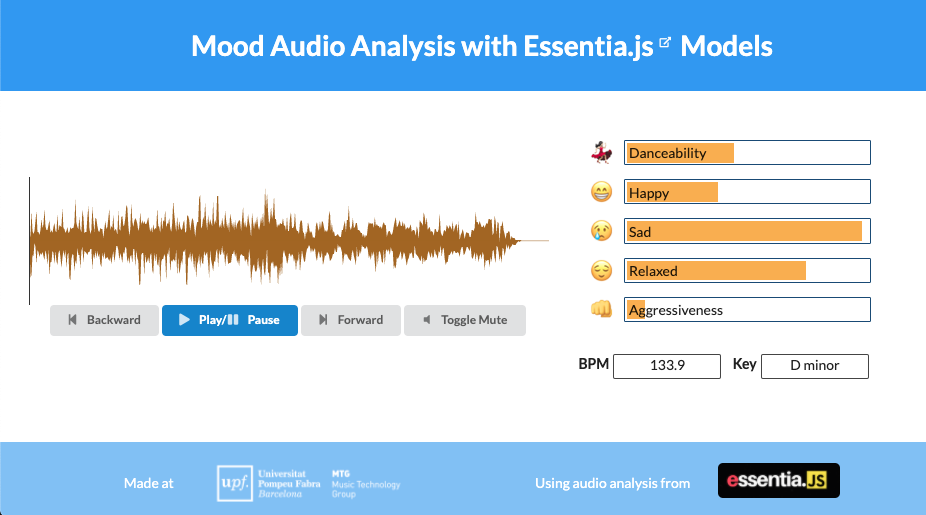 Mood Audio Analysis with Essentia.js Models
Danceability
Happy
Sad
Relaxed
Aggressiveness
Backward
Play/ Pause
Forward
Toggle Mute
BPM 133.9 Key D minor
Made at
upf.
Universitat
Pompeu Fabra
Barcelona
MTG
Music Technology
Group
Using audio analysis from
essentia.JS